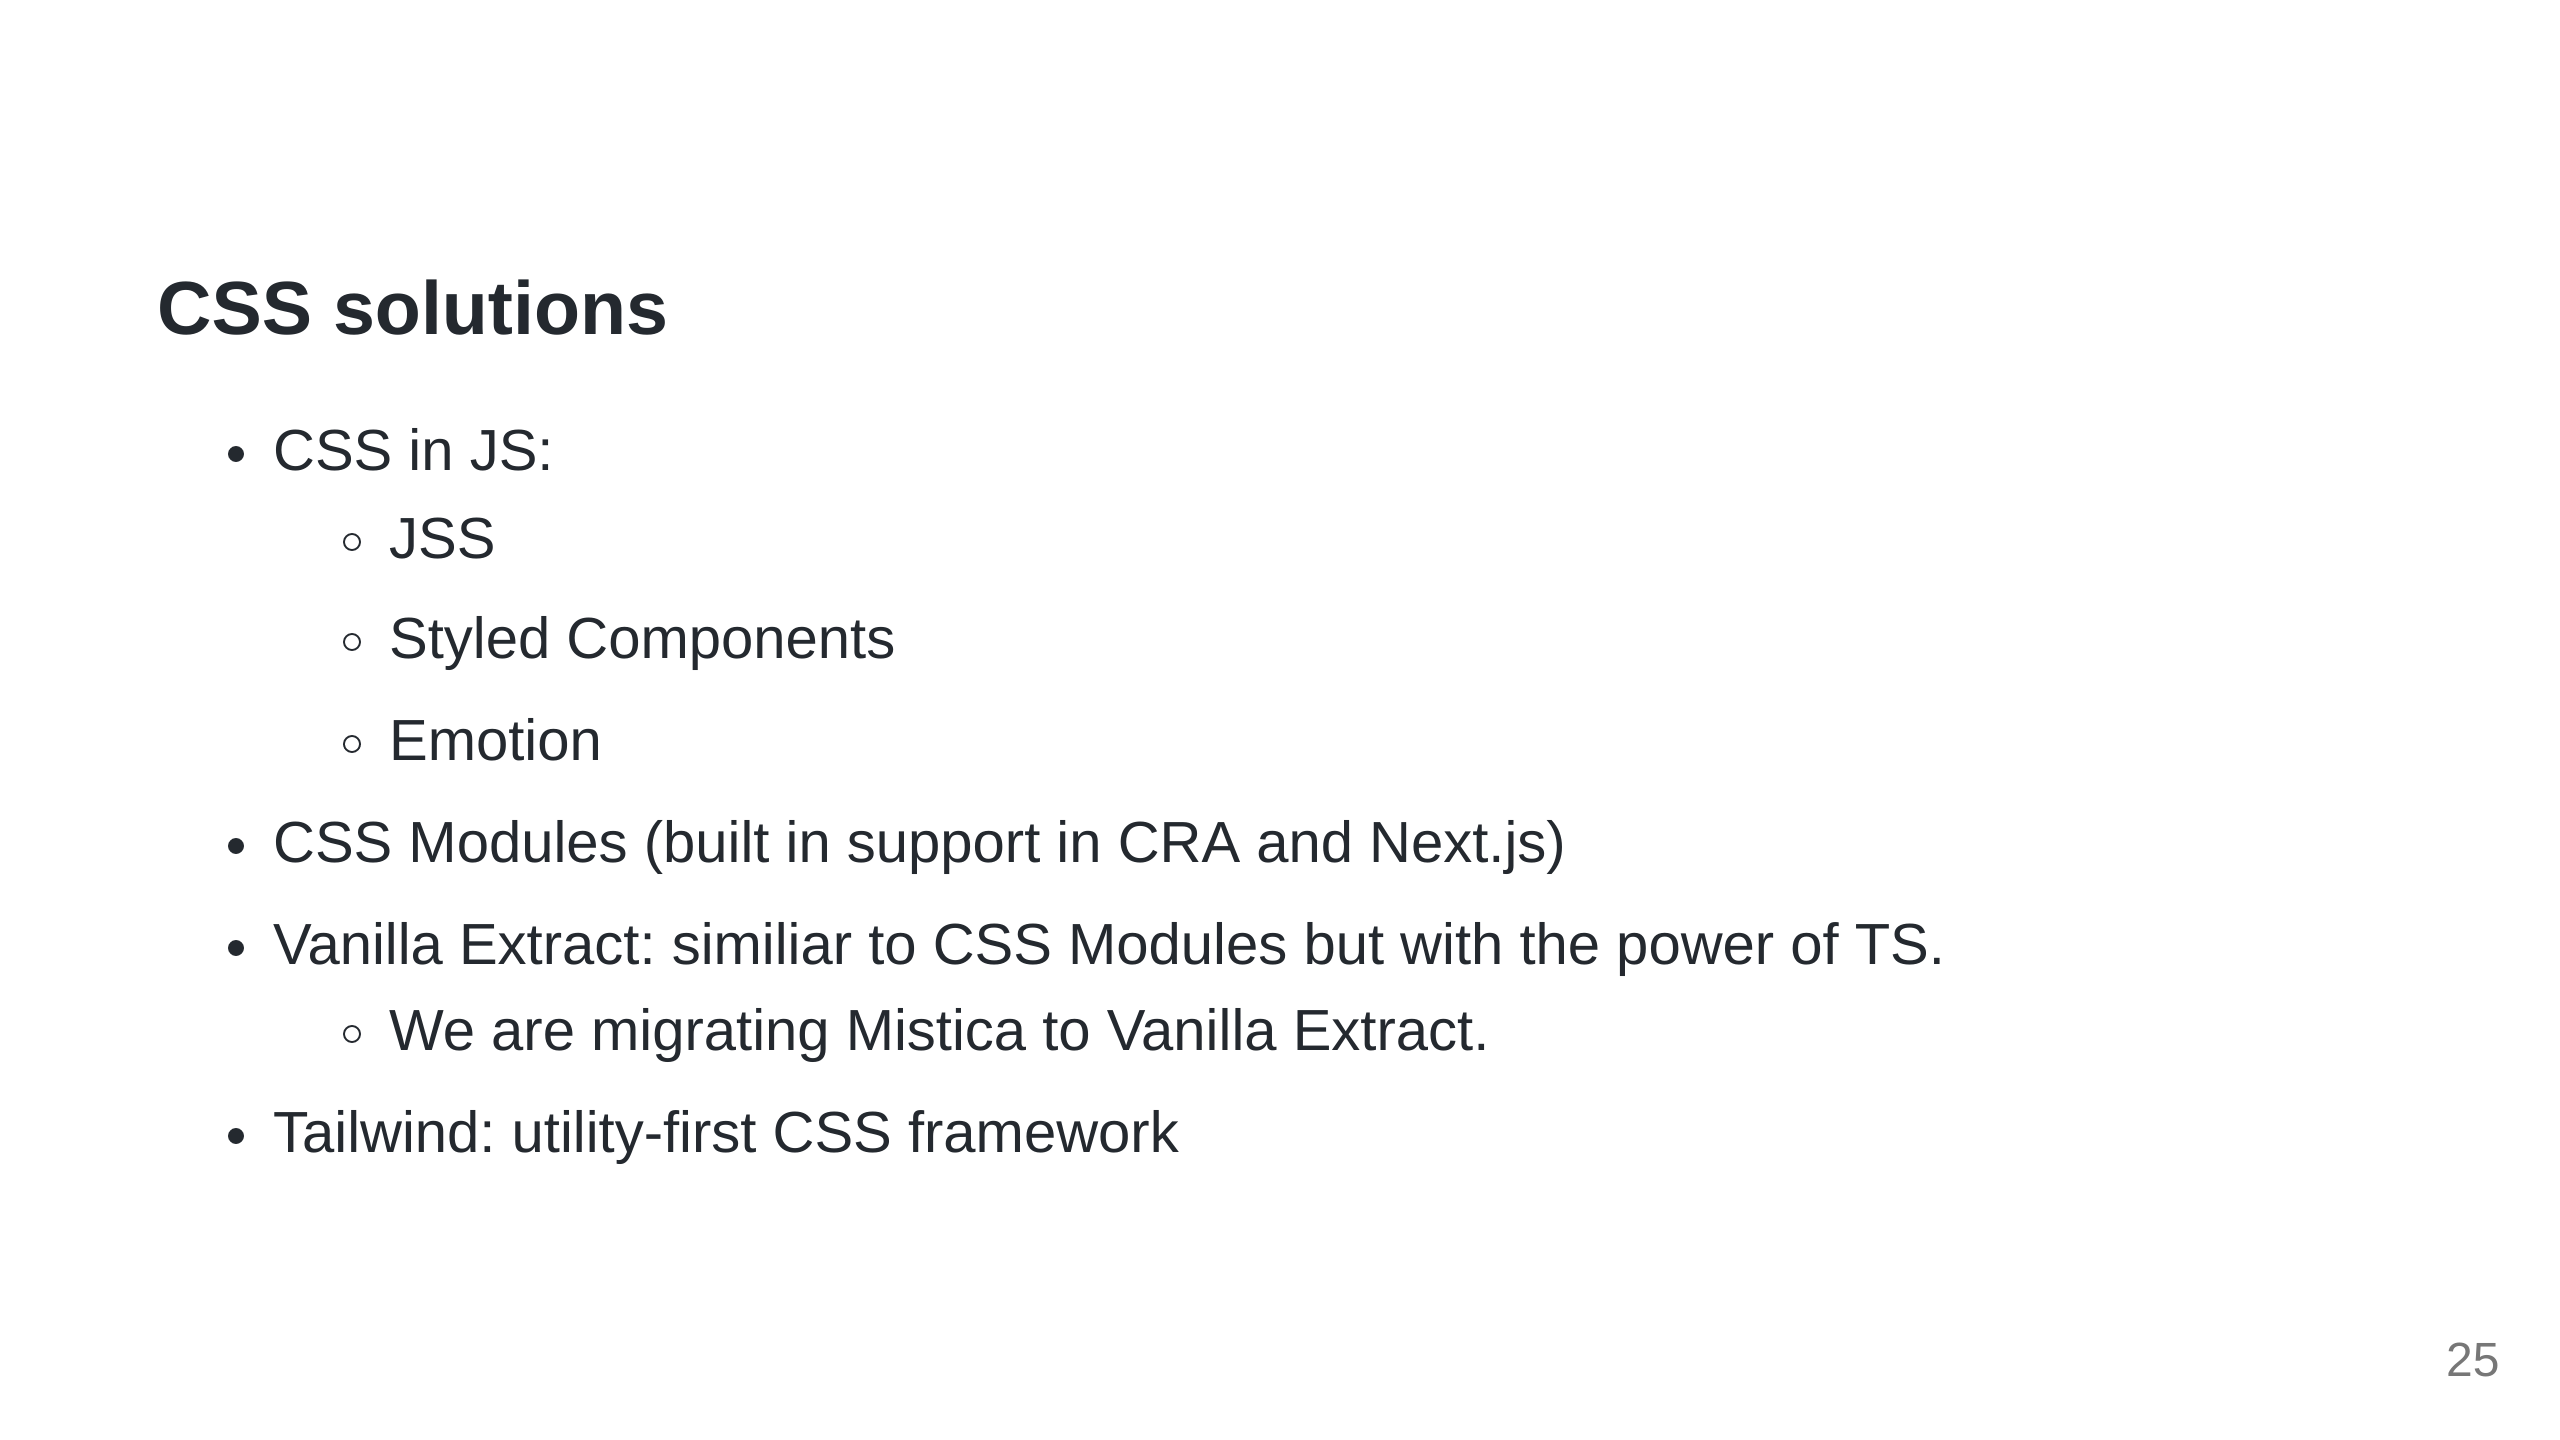 CSS solutions
CSS in JS:
JSS
Styled Components
Emotion
CSS Modules (built in support in CRA and Next.js)
Vanilla Extract: similiar to CSS Modules but with the power of TS.
We are migrating Mistica to Vanilla Extract.
Tailwind: utility-first CSS framework
25